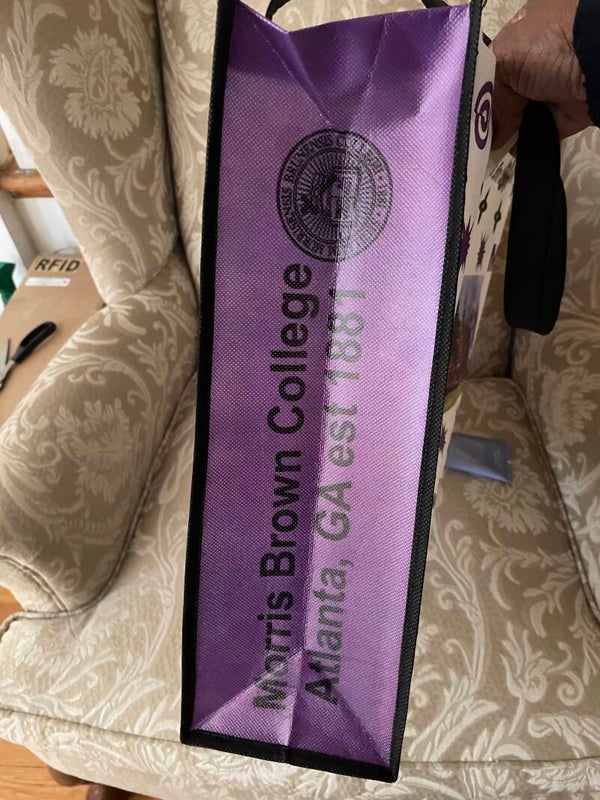 Morris Brown College
Atlanta, GA est 1881
RFID